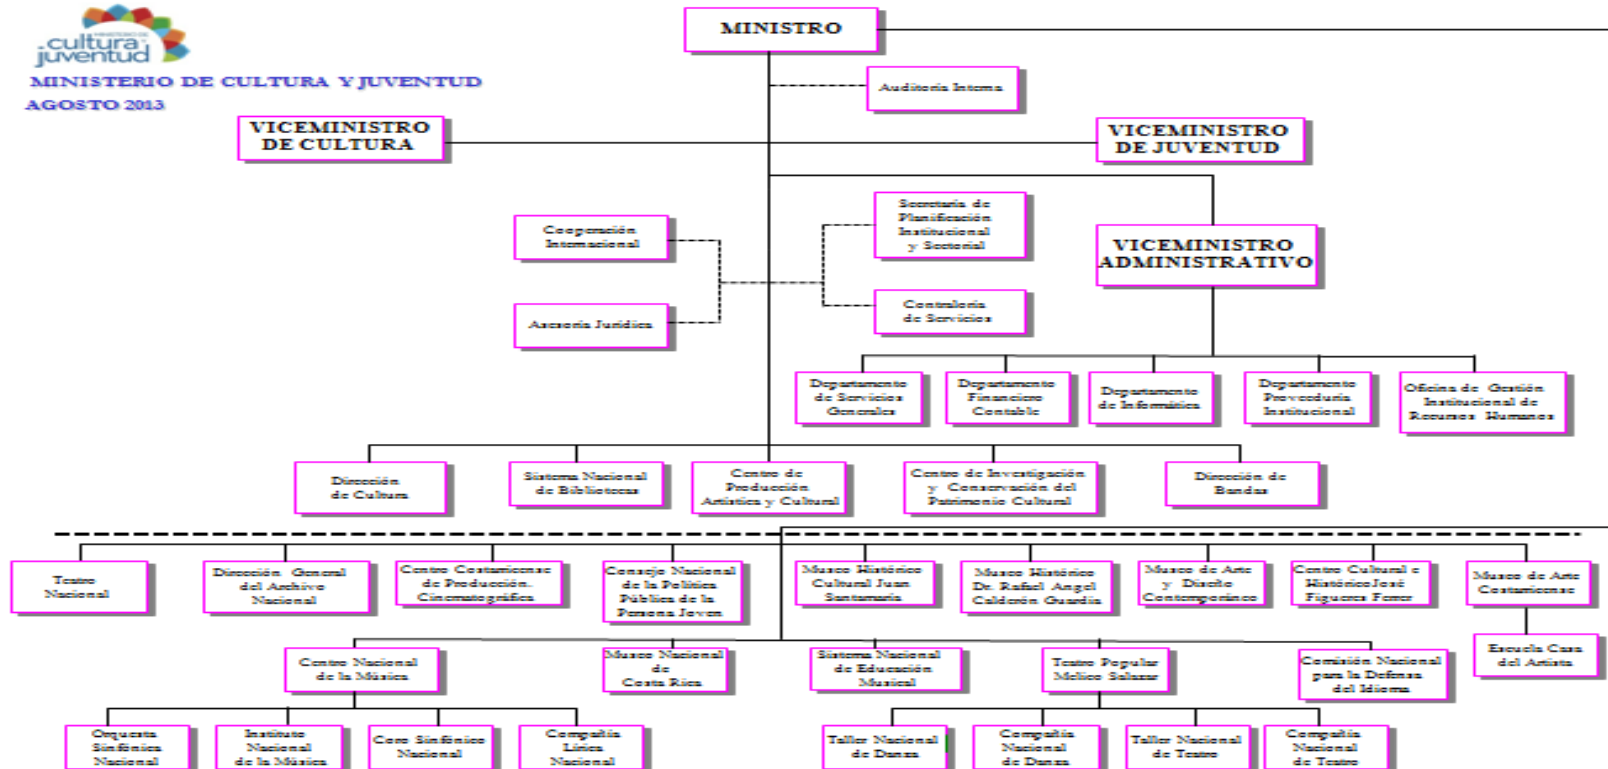 MINISTERIO DE
cultura y
juventud
MINISTERIO DE CULTURA Y JUVENTUD
AGOSTO 2013
MINISTRO
Auditoría Interna
VICEMINISTRO
DE CULTURA
VICEMINISTRO
DE JUVENTUD
Cooperación
Internacional
Secretaría de
Planificación
Institucional
y Sectorial
VICEMINISTRO
ADMINISTRATIVO
Asesoría Jurídica
Contraloría
de Servicios
Departamento
de Servicios
Generales
Departamento
Financiero
Contable
Departamento
de Informática
Departamento
Proveeduría
Institucional
Oficina de Gestión
Institucional de
Recursos Humanos
Dirección
de Cultura
Sistema Nacional
de Bibliotecas
Centro de
Producción
Artística y Cultural
Centro de Investigación
y Conservación del
Patrimonio Cultural
Dirección de
Bandas
Teatro
Nacional
Dirección General
del Archivo
Nacional
Centro Costarricense
de Producción.
Cinematográfica
Consejo Nacional
de la Política
Pública de la
Persona Joven
Museo Histórico
Cultural Juan
Santamaría
Museo Histórico
Dr. Rafael Angel
Calderón Guardia
Museo de Arte
y Diseño
Contemporáneo
Centro Cultural e
Histórico José
Figueres Ferrer
Museo de Arte
Costarricense
Escuela Casa
del Artista
Centro Nacional
de la Música
Museo Nacional
de
Costa Rica
Sistema Nacional
de Educación
Musical
Teatro Popular
Melico Salazar
Comisión Nacional
para la Defensa
del Idioma
Orquesta
Sinfónica
Nacional
Instituto
Nacional
de la Música
Coro Sinfónico
Nacional
Compañía
Lírica
Nacional
Taller Nacional
de Danza
Compañía
Nacional
de Danza
Taller Nacional
de Teatro
Compañía
Nacional
de Teatro